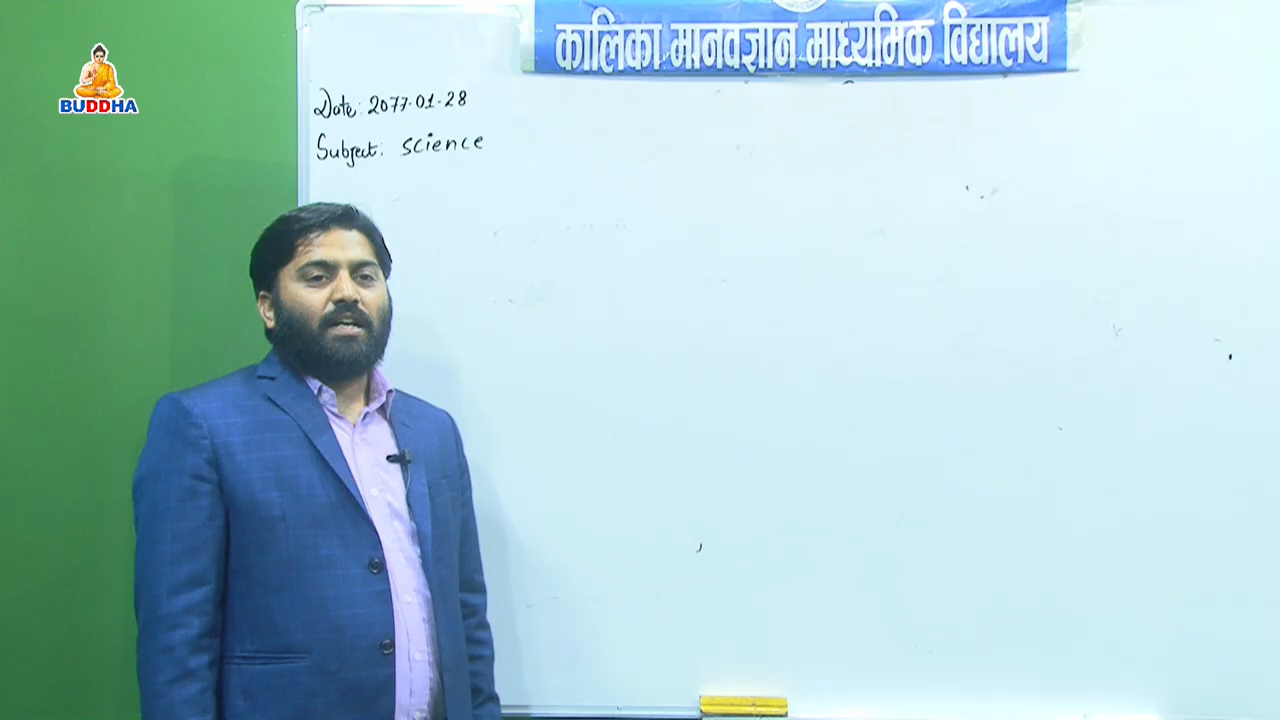 BUDDHA
कालिका मानवज्ञान माध्यमिक विद्यालय
Date: 2077-01-28
Subject: Science